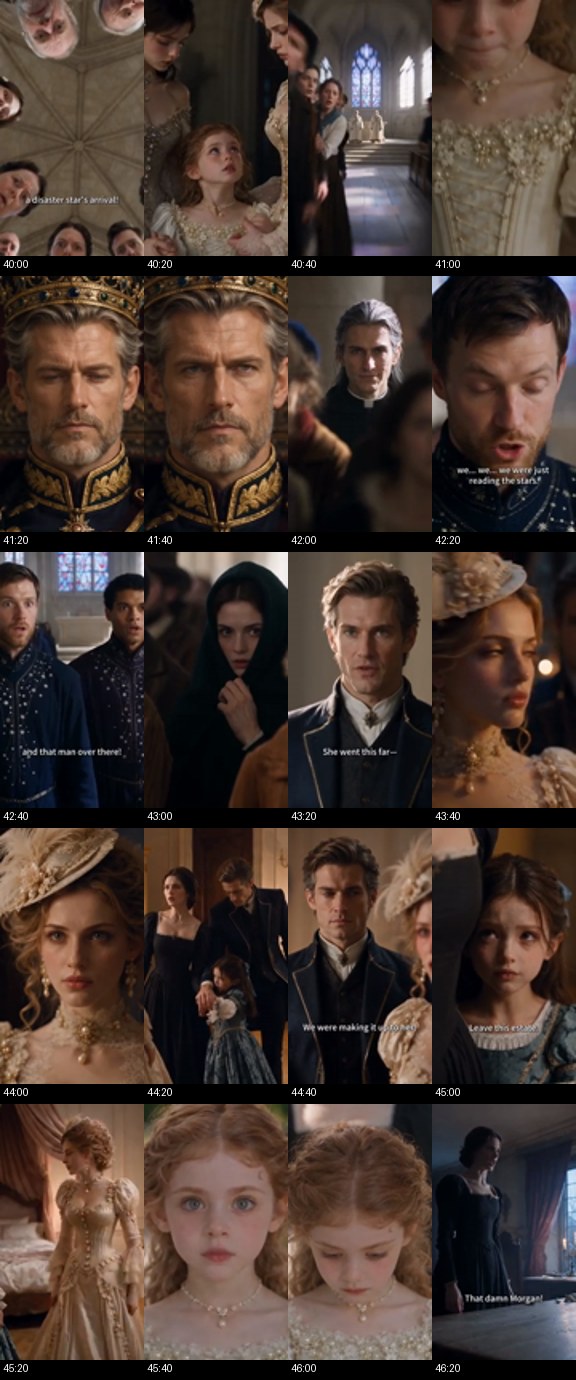 a disaster star's arrival!
40:00
40:20
40:40
41:00
we... we... we were just
reading the stars."
41:20
41:40
42:00
42:20
and that man over there!
She went this far—
42:40
43:00
43:20
43:40
We were making it up to her!
Leave this estate.
44:00
44:20
44:40
45:00
That damn Morgan!
45:20
45:40
46:00
46:20